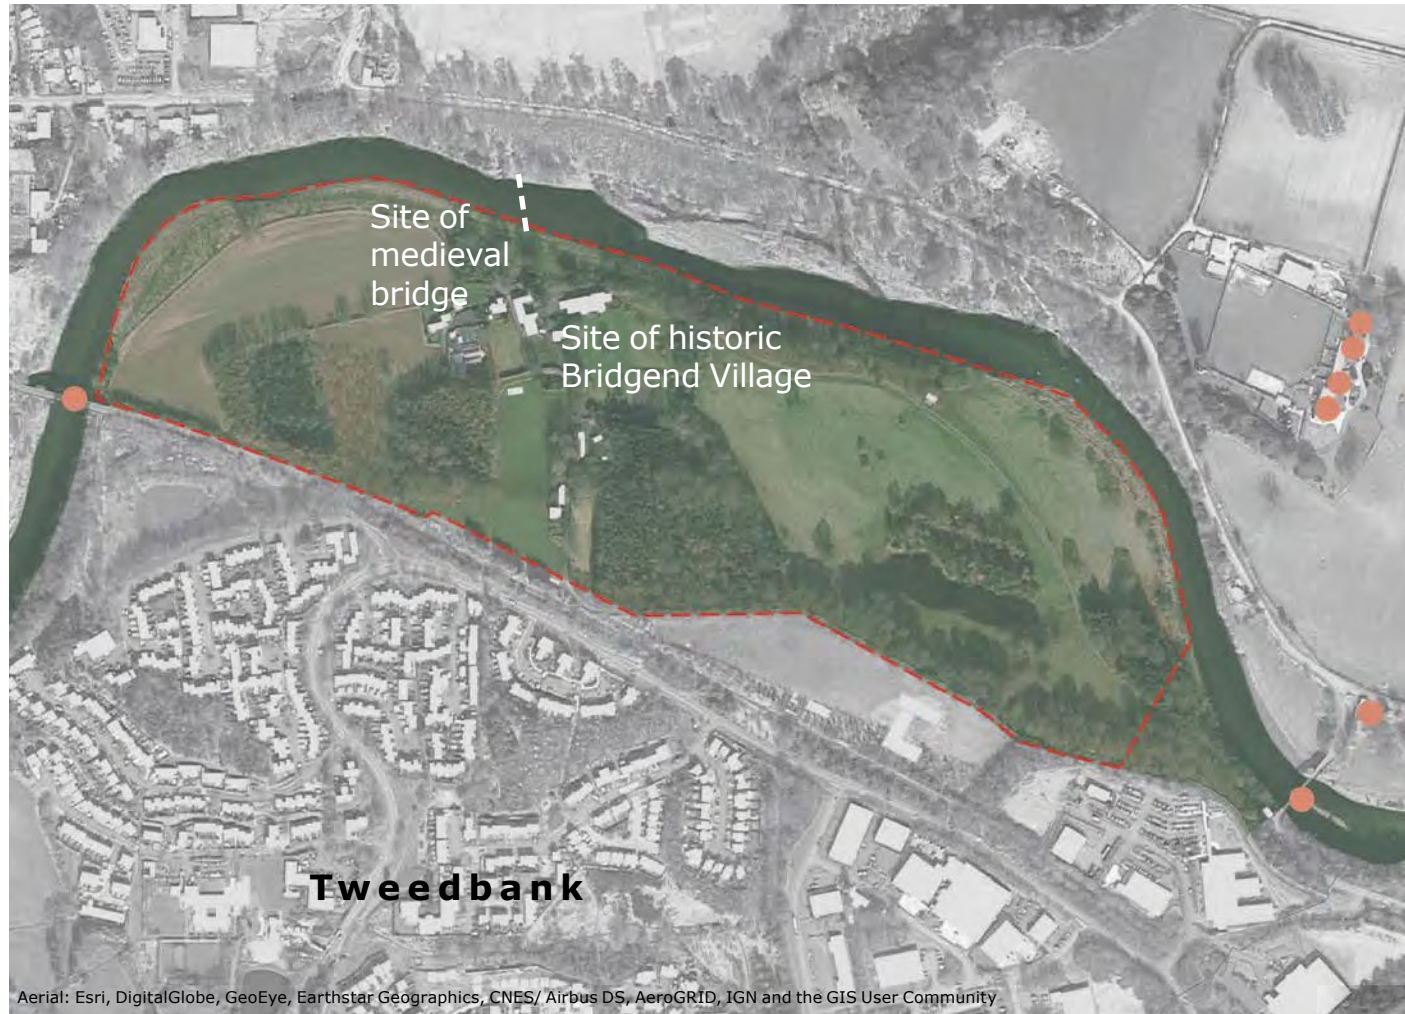 Site of
medieval
bridge
Site of historic
Bridgend Village
Tweedbank
Aerial: Esri, DigitalGlobe, GeoEye, Earthstar Geographics, CNES/ Airbus DS, AeroGRID, IGN and the GIS User Community